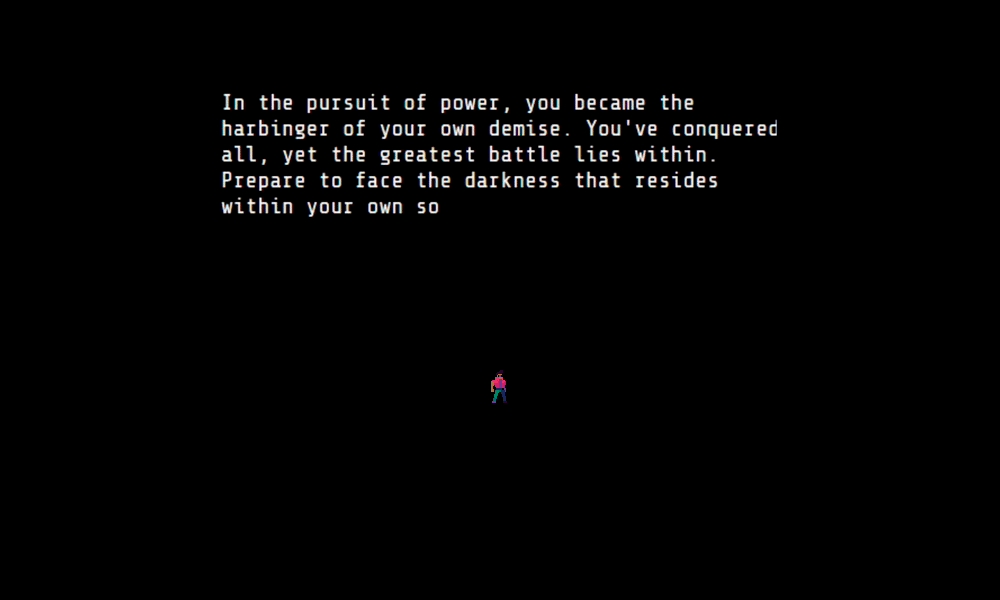 In the pursuit of power, you became the
harbinger of your own demise. You've conquered
all, yet the greatest battle lies within.
Prepare to face the darkness that resides
within your own so